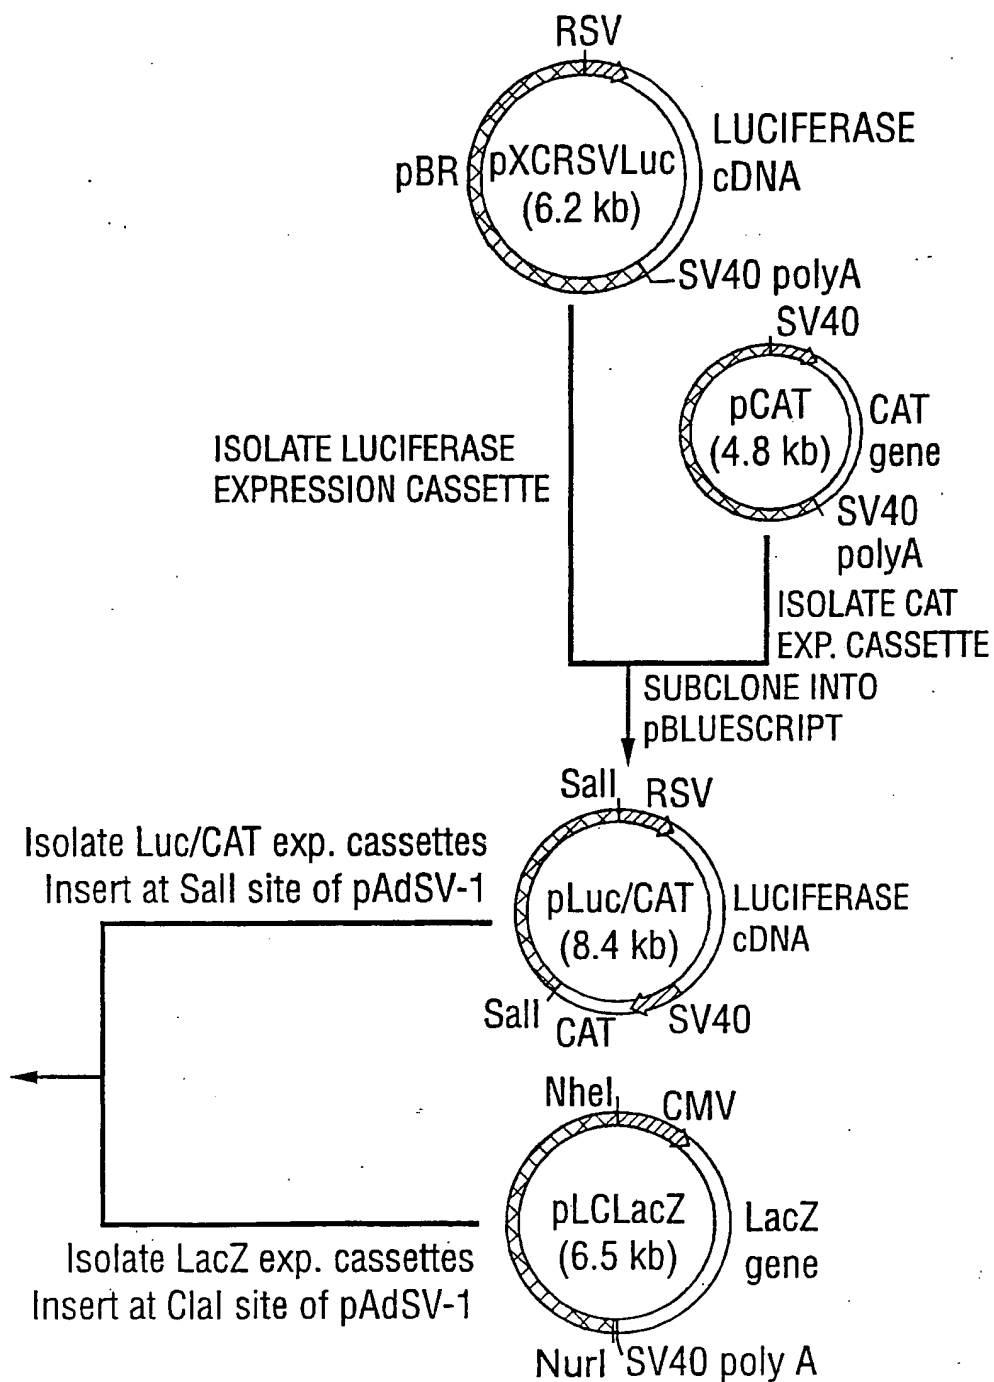 RSV
pBR
pXCRSVLuc
(6.2 kb)
LUCIFERASE
cDNA
SV40 polyA
SV40
pCAT
(4.8 kb)
CAT
gene
SV40
polyA
ISOLATE LUCIFERASE
EXPRESSION CASSETTE
ISOLATE CAT
EXP. CASSETTE
SUBCLONE INTO
pBLUESCRIPT
SalI
RSV
Isolate Luc/CAT exp. cassettes
Insert at SalI site of pAdSV-1
pLuc/CAT
(8.4 kb)
LUCIFERASE
cDNA
SalI
CAT
SV40
NheI
CMV
pLCLacZ
(6.5 kb)
LacZ
gene
Isolate LacZ exp. cassettes
Insert at ClaI site of pAdSV-1
NurI
SV40 poly A